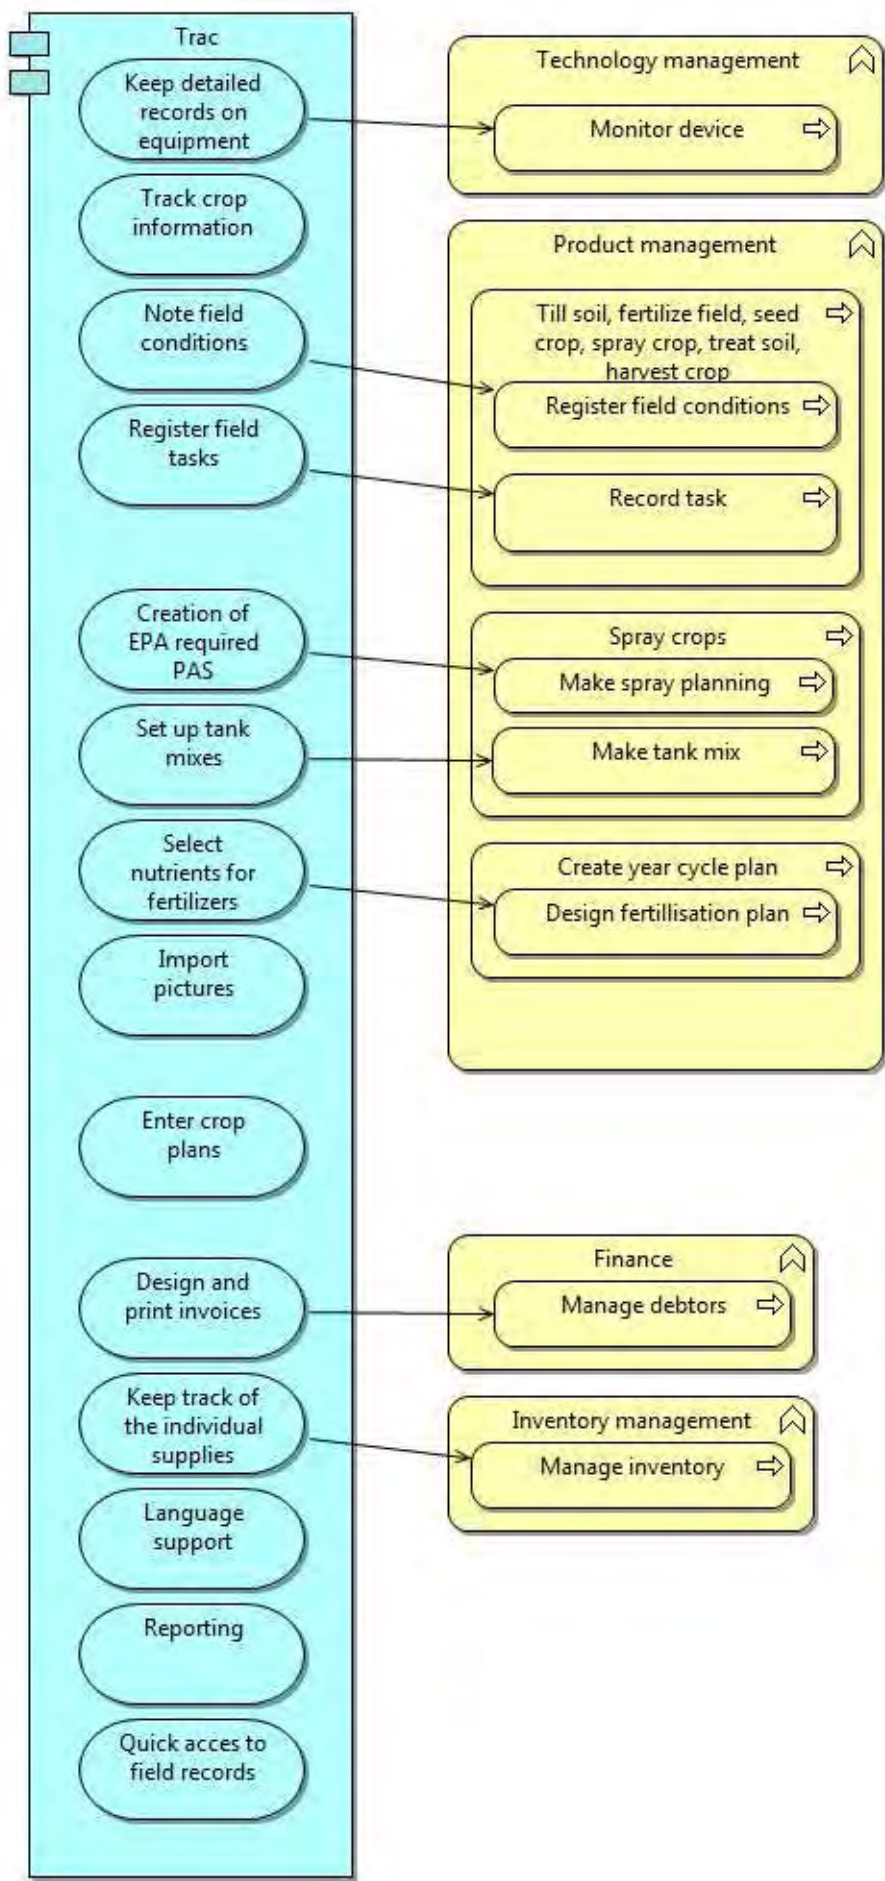 Trac
Keep detailed
records on
equipment
Track crop
information
Note field
conditions
Register field
tasks
Creation of
EPA required
PAS
Set up tank
mixes
Select
nutrients for
fertilizers
Import
pictures
Enter crop
plans
Design and
print invoices
Keep track of
the individual
supplies
Language
support
Reporting
Quick acces to
field records
Technology management
Monitor device
Product management
Till soil, fertilize field, seed
crop, spray crop, treat soil,
harvest crop
Register field conditions
Record task
Spray crops
Make spray planning
Make tank mix
Create year cycle plan
Design fertillisation plan
Finance
Manage debtors
Inventory management
Manage inventory